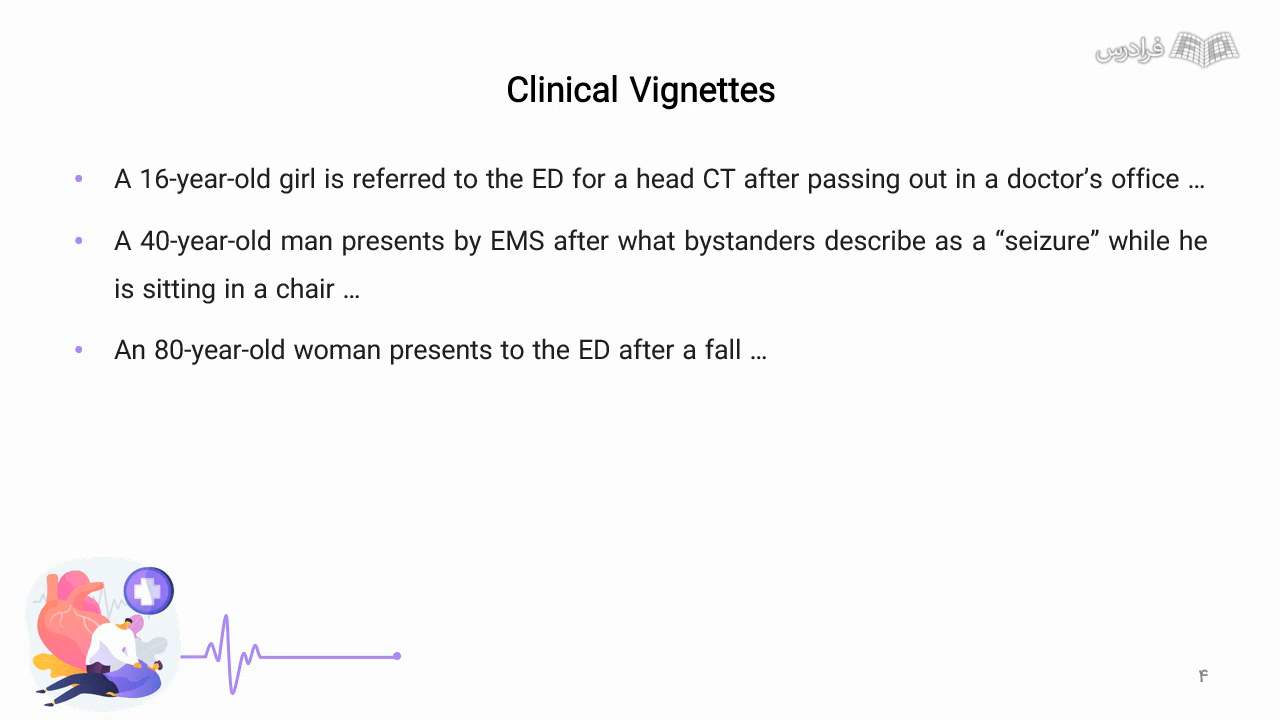 فرادرس
Clinical Vignettes
• A 16-year-old girl is referred to the ED for a head CT after passing out in a doctor’s office …
• A 40-year-old man presents by EMS after what bystanders describe as a “seizure” while he
is sitting in a chair …
• An 80-year-old woman presents to the ED after a fall …
۴